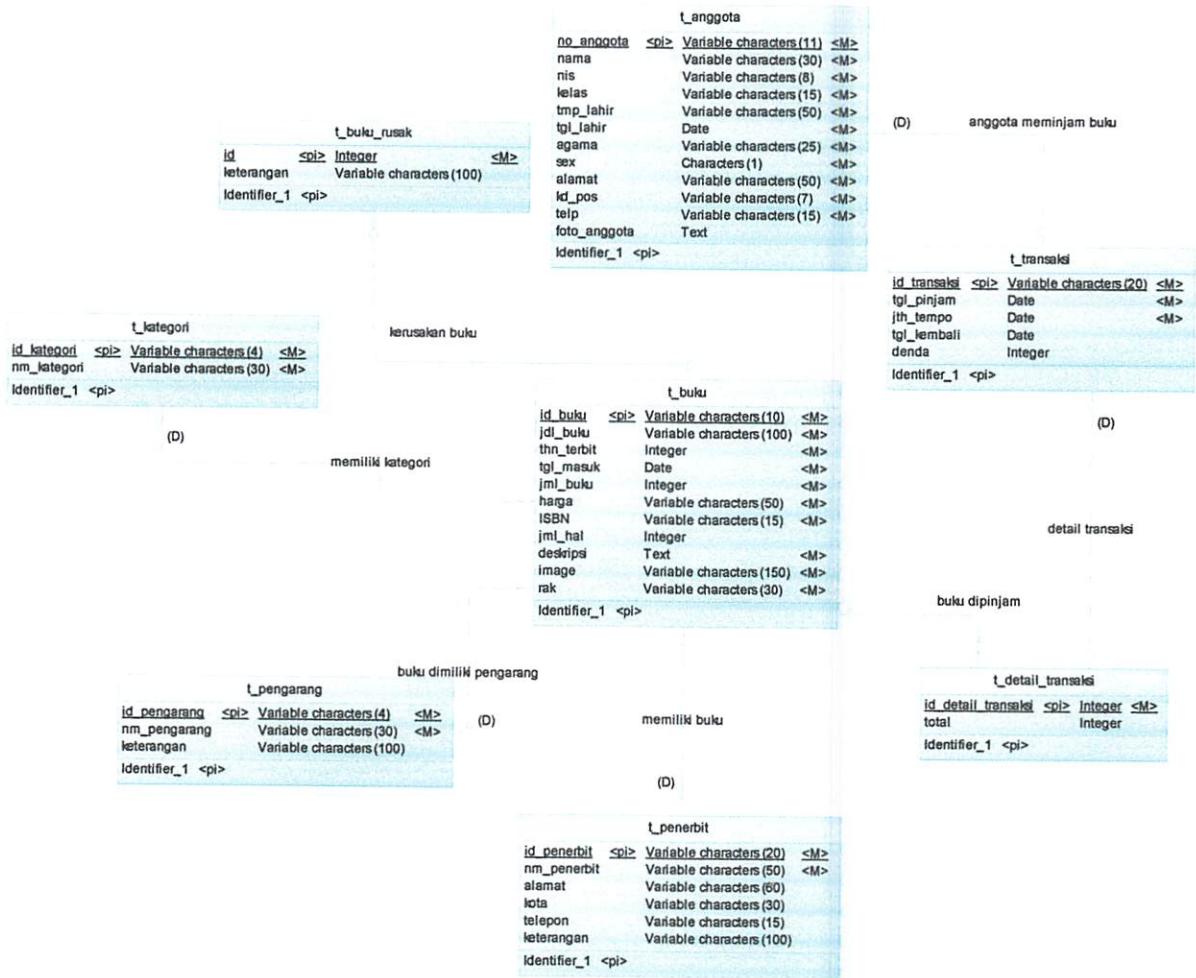 t_anggota
no_anggota <pi> Variable characters (11) <M>
nama Variable characters (30) <M>
nis Variable characters (8) <M>
kelas Variable characters (15) <M>
tmp_lahir Variable characters (50) <M>
tgl_lahir Date <M>
agama Variable characters (25) <M>
sex Characters (1) <M>
alamat Variable characters (50) <M>
kd_pos Variable characters (7) <M>
telp Variable characters (15) <M>
foto_anggota Text
Identifier_1 <pi>
(D) anggota meminjam buku
t_buku_rusak
id <pi> Integer <M>
keterangan Variable characters (100)
Identifier_1 <pi>
t_transaksi
id_transaksi <pi> Variable characters (20) <M>
tgl_pinjam Date <M>
jth_tempo Date <M>
tgl_kembali Date
denda Integer
Identifier_1 <pi>
(D)
t_kategori
id_kategori <pi> Variable characters (4) <M>
nm_kategori Variable characters (30) <M>
Identifier_1 <pi>
(D)
kerusakan buku
memiliki kategori
t_buku
id_buku <pi> Variable characters (10) <M>
jdl_buku Variable characters (100) <M>
thn_terbit Integer <M>
tgl_masuk Date <M>
jml_buku Integer <M>
harga Variable characters (50) <M>
ISBN Variable characters (15) <M>
jml_hal Integer
deskripsi Text <M>
image Variable characters (150) <M>
rak Variable characters (30) <M>
Identifier_1 <pi>
detail transaksi
buku dipinjam
buku dimiliki pengarang
t_pengarang
id_pengarang <pi> Variable characters (4) <M>
nm_pengarang Variable characters (30) <M>
keterangan Variable characters (100)
Identifier_1 <pi>
(D)
memiliki buku
(D)
t_detail_transaksi
id_detail_transaksi <pi> Integer <M>
total Integer
Identifier_1 <pi>
t_penerbit
id_penerbit <pi> Variable characters (20) <M>
nm_penerbit Variable characters (50) <M>
alamat Variable characters (60)
kota Variable characters (30)
telepon Variable characters (15)
keterangan Variable characters (100)
Identifier_1 <pi>